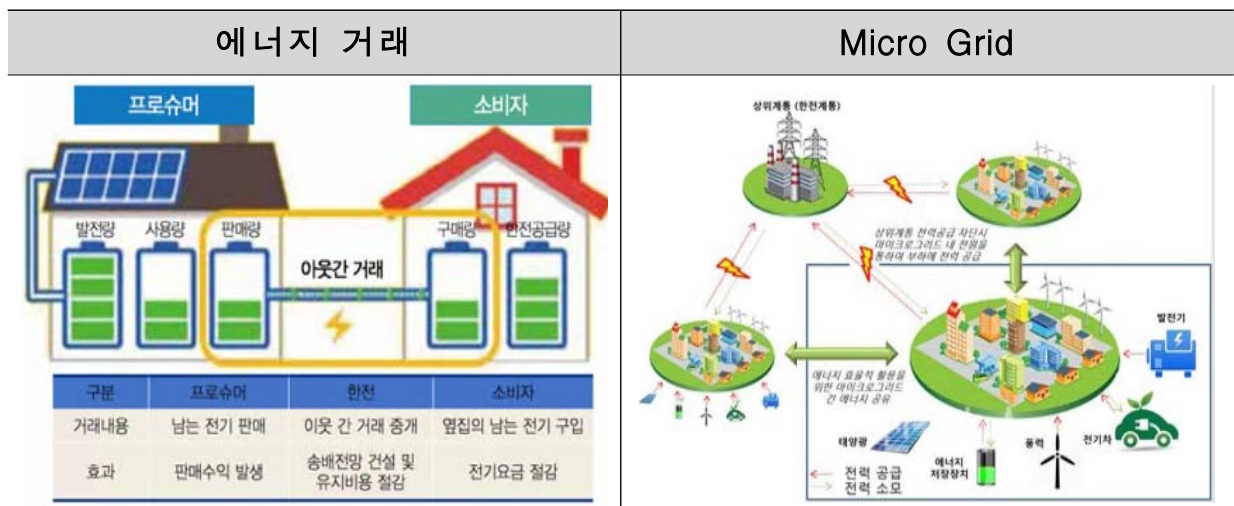 에너지 거래
Micro Grid
프로슈머
소비자
발전량
사용량
판매량
구매량
한전공급량
이웃간 거래
구분
프로슈머
한전
소비자
거래내용
남는 전기 판매
이웃 간 거래 중개
옆집의 남는 전기 구입
효과
판매수익 발생
송배전망 건설 및
유지비용 절감
전기요금 절감
상위계통 (한전계통)
상위계통 전력공급 차단시
마이크로그리드 내 전원을
통하여 부하에 전력 공급
발전기
에너지 효율적 활용을
위한 마이크로그리드
간 에너지 공유
태양광
에너지
저장장치
풍력
전기차
전력 공급
전력 소모